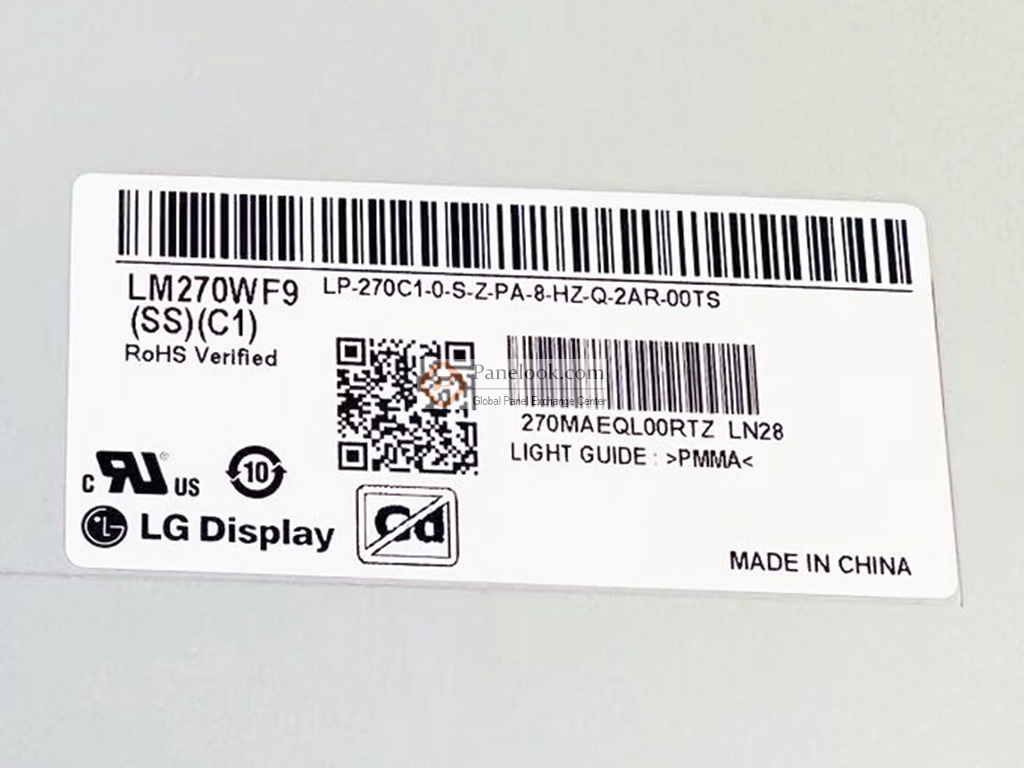 LM270WF9
(SS)(C1)
RoHS Verified
LP-270C1-0-S-Z-PA-8-HZ-Q-2AR-00TS
Panelook.com
Global Panel Exchange Center
270MAEQL00RTZ LN28
LIGHT GUIDE : >PMMA<
c RU ® US
10
LG Display
Cd
MADE IN CHINA